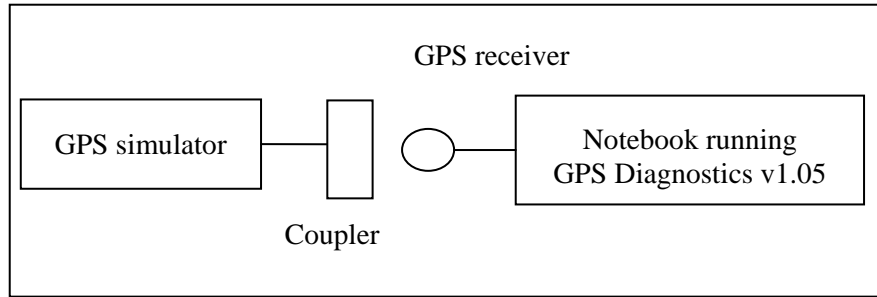 GPS receiver
GPS simulator
Notebook running
GPS Diagnostics v1.05
Coupler